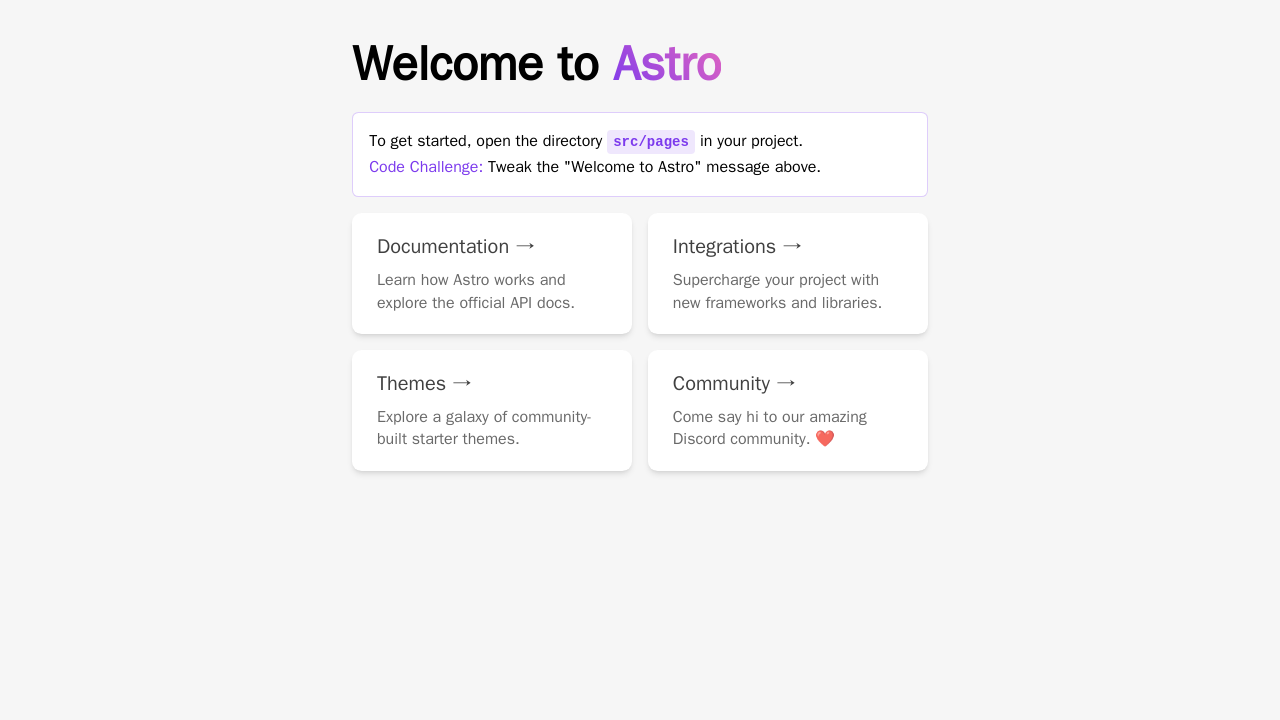 Welcome to Astro
To get started, open the directory src/pages in your project.
Code Challenge: Tweak the "Welcome to Astro" message above.
Documentation →
Learn how Astro works and
explore the official API docs.
Integrations →
Supercharge your project with
new frameworks and libraries.
Themes →
Explore a galaxy of community-
built starter themes.
Community →
Come say hi to our amazing
Discord community. ❤️